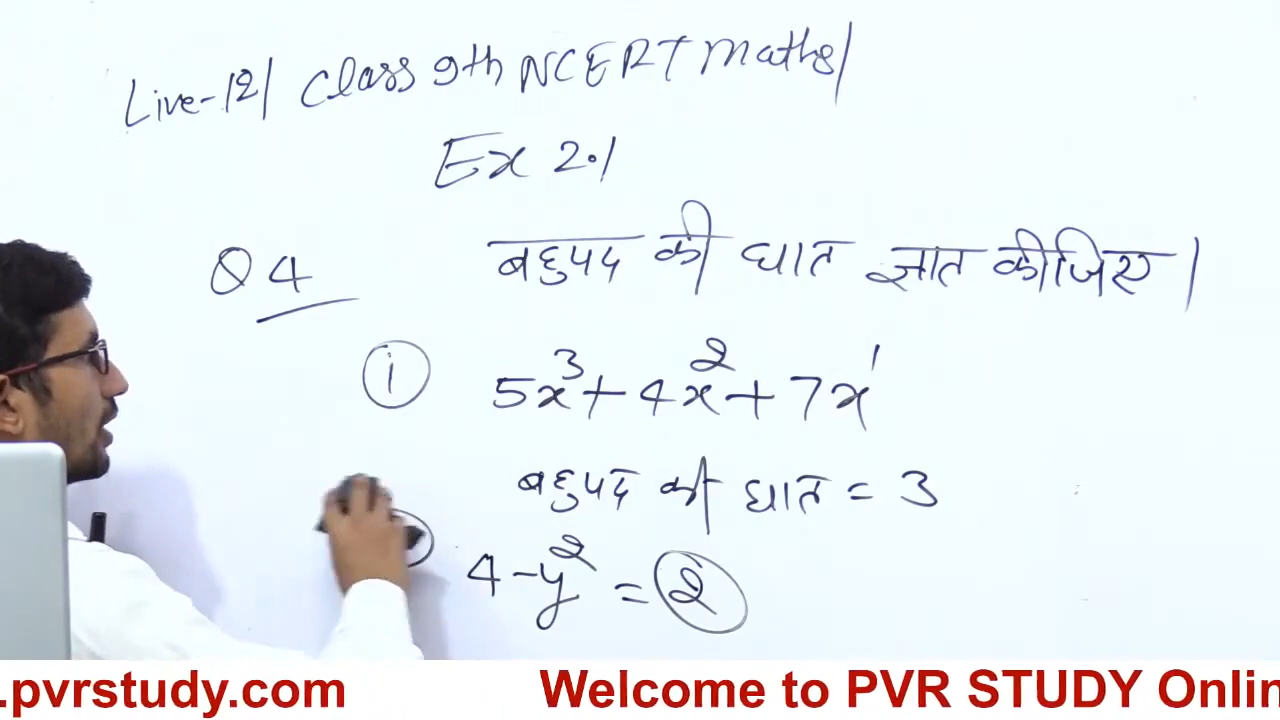 Live-12/ Class 9th NCERT Maths/
Ex 2.1
Q 4 बहुपद की घात ज्ञात कीजिए।
(i) 5x³ + 4x² + 7x¹
बहुपद की घात = 3
4 - y² = 2
.pvrstudy.com Welcome to PVR STUDY Onlin